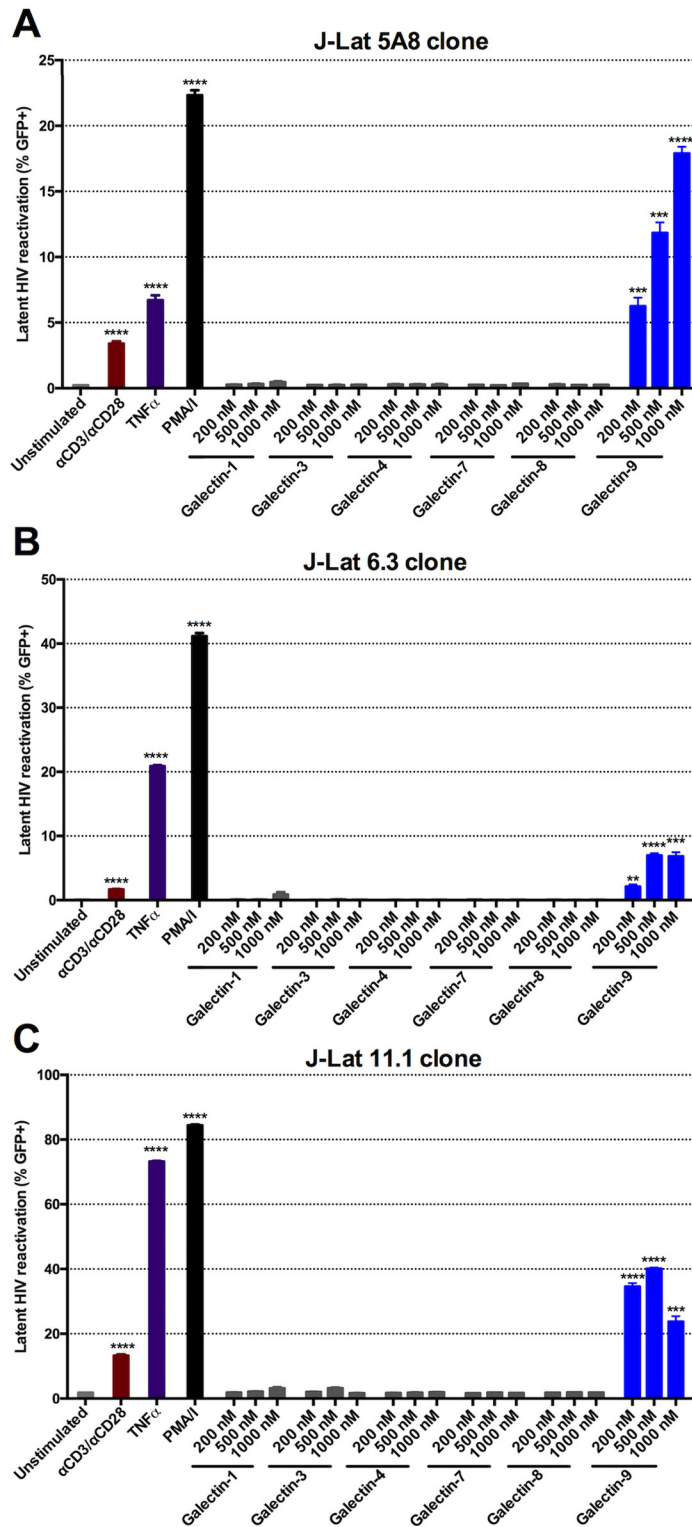 A
J-Lat 5A8 clone
Latent HIV reactivation (% GFP+)
25
20
15
10
5
0
****
****
****
***
***
****
Unstimulated
αCD3/αCD28
TNFα
PMA/I
200 nM
500 nM
1000 nM
200 nM
500 nM
1000 nM
200 nM
500 nM
1000 nM
200 nM
500 nM
1000 nM
200 nM
500 nM
1000 nM
200 nM
500 nM
1000 nM
Galectin-1
Galectin-3
Galectin-4
Galectin-7
Galectin-8
Galectin-9
B
J-Lat 6.3 clone
Latent HIV reactivation (% GFP+)
50
40
30
20
10
0
****
****
****
**
****
***
Unstimulated
αCD3/αCD28
TNFα
PMA/I
200 nM
500 nM
1000 nM
200 nM
500 nM
1000 nM
200 nM
500 nM
1000 nM
200 nM
500 nM
1000 nM
200 nM
500 nM
1000 nM
200 nM
500 nM
1000 nM
Galectin-1
Galectin-3
Galectin-4
Galectin-7
Galectin-8
Galectin-9
C
J-Lat 11.1 clone
Latent HIV reactivation (% GFP+)
100
80
60
40
20
0
****
****
****
****
****
***
Unstimulated
αCD3/αCD28
TNFα
PMA/I
200 nM
500 nM
1000 nM
200 nM
500 nM
1000 nM
200 nM
500 nM
1000 nM
200 nM
500 nM
1000 nM
200 nM
500 nM
1000 nM
200 nM
500 nM
1000 nM
Galectin-1
Galectin-3
Galectin-4
Galectin-7
Galectin-8
Galectin-9